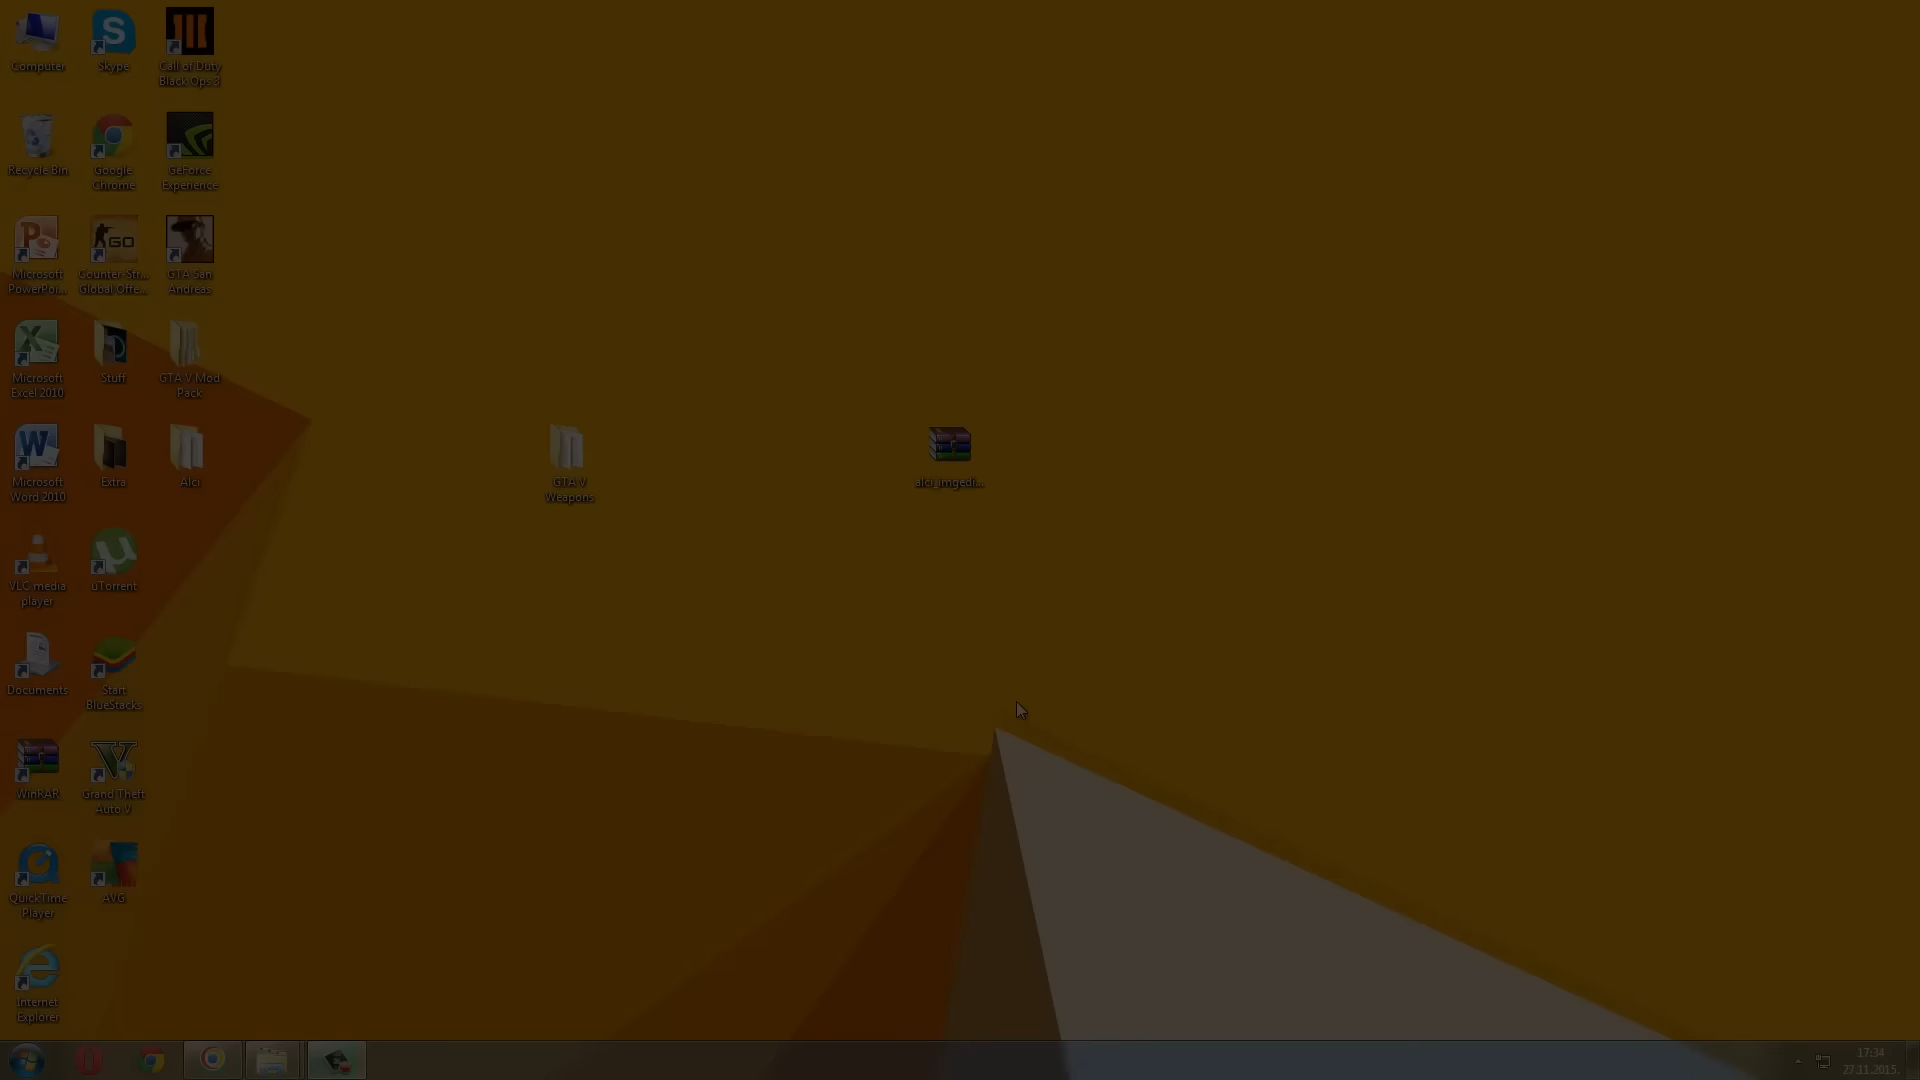 Computer
Skype
Call of Duty
Black Ops 3
Recycle Bin
Google
Chrome
GeForce
Experience
Microsoft
PowerPoi...
GO
Counter-Str...
Global Offe...
GTA San
Andreas
Microsoft
Excel 2010
Stuff
GTA V Mod
Pack
Microsoft
Word 2010
Extra
Alci
GTA V
Weapons
alci_imgedi...
VLC media
player
uTorrent
Documents
Start
BlueStacks
WinRAR
Grand Theft
Auto V
QuickTime
Player
AVG
Internet
Explorer
17:34
27.11.2015.